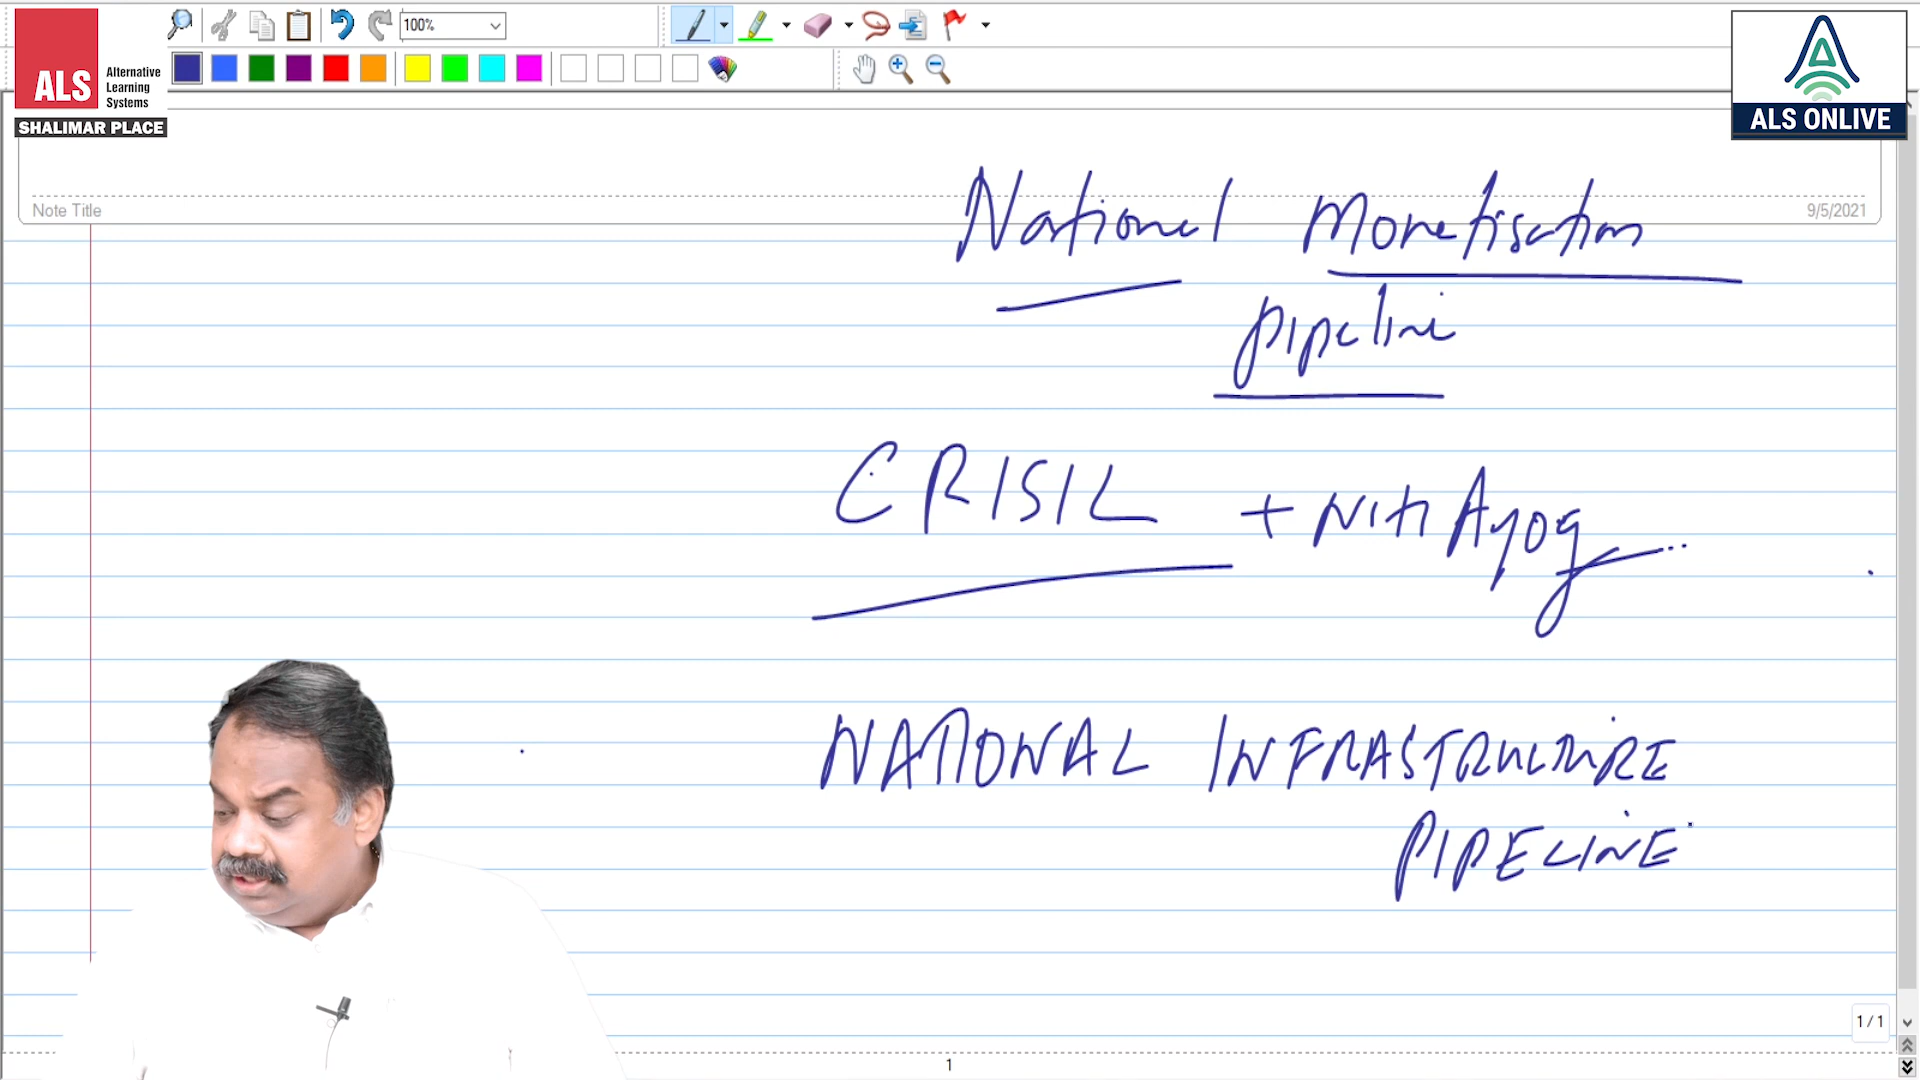 100%
ALS
Alternative
Learning
Systems
SHALIMAR PLACE
ALS ONLIVE
Note Title
9/5/2021
National Monetisation
pipeline
CRISIL + Niti Ayog
NATIONAL INFRASTRUCTURE
PIPELINE
1/1
1